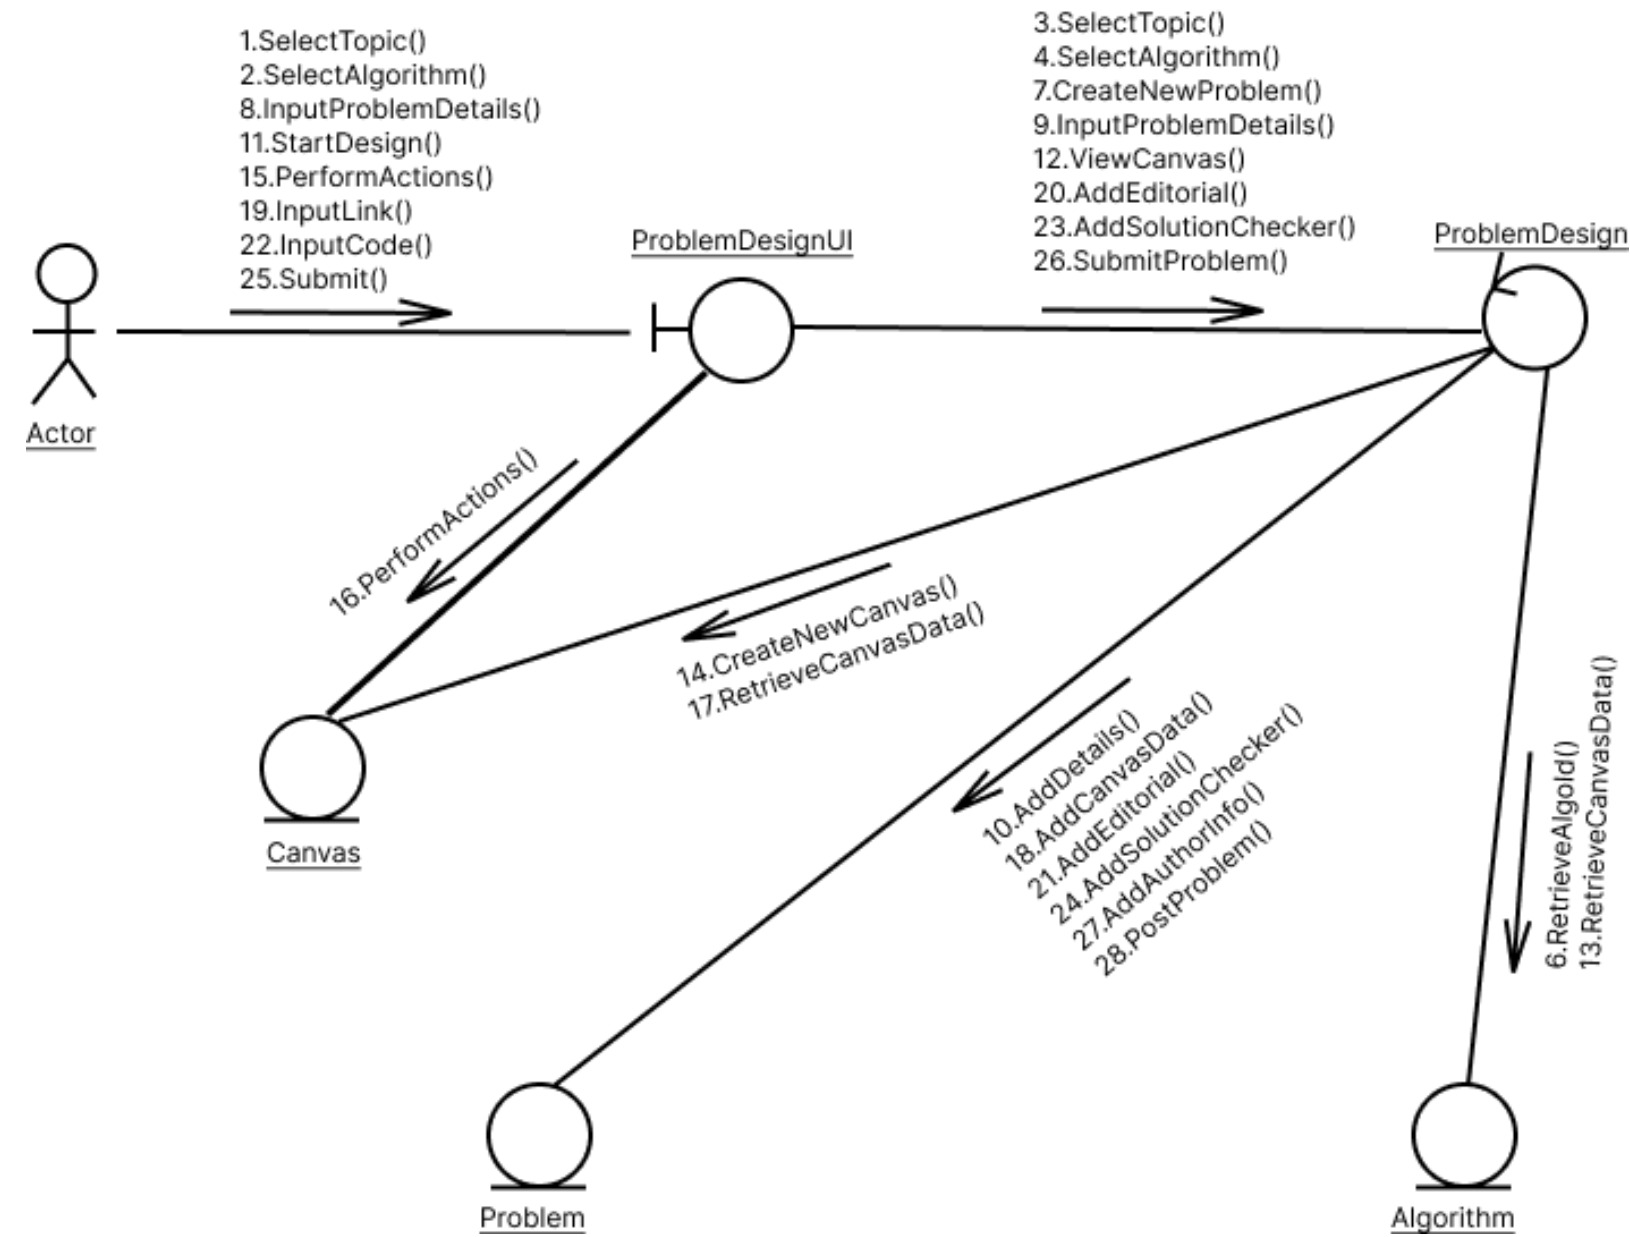 1.SelectTopic()
2.SelectAlgorithm()
8.InputProblemDetails()
11.StartDesign()
15.PerformActions()
19.InputLink()
22.InputCode()
25.Submit()
3.SelectTopic()
4.SelectAlgorithm()
7.CreateNewProblem()
9.InputProblemDetails()
12.ViewCanvas()
20.AddEditorial()
23.AddSolutionChecker()
26.SubmitProblem()
ProblemDesignUI
ProblemDesign
Actor
16.PerformActions()
14.CreateNewCanvas()
17.RetrieveCanvasData()
10.AddDetails()
18.AddCanvasData()
21.AddEditorial()
24.AddSolutionChecker()
27.AddAuthorInfo()
28.PostProblem()
6.RetrieveAlgoId()
13.RetrieveCanvasData()
Canvas
Problem
Algorithm